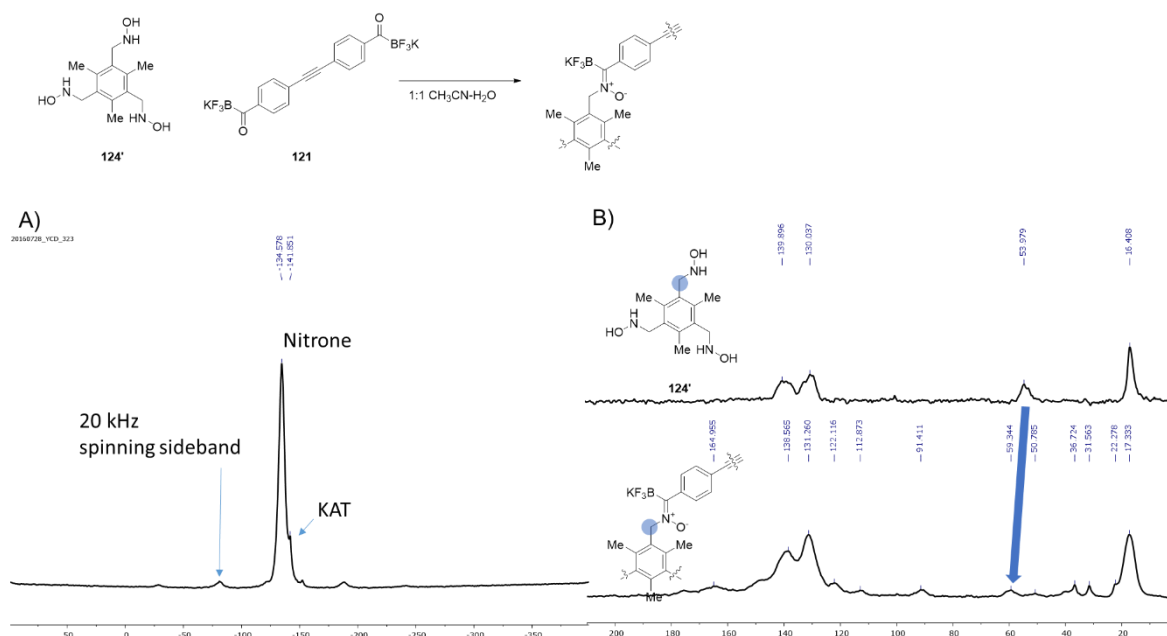 OH
NH
Me
Me
H
HO
N
Me
HN
OH
124'
O
BF3K
KF3B
O
121
1:1 CH3CN-H2O
KF3B
N+
O-
Me
Me
Me
A)
20160720_YCD_323
-134.578
-141.851
Nitrone
20 kHz
spinning sideband
KAT
50
0
-50
-100
-150
-200
-250
-300
B)
139.896
130.037
53.979
16.408
OH
NH
Me
Me
H
HO
N
Me
HN
OH
124'
164.955
138.565
131.260
122.116
112.873
91.411
59.344
50.785
36.724
31.563
22.278
17.333
KF3B
N+
O-
Me
Me
Me
200
180
160
140
120
100
80
60
40
20